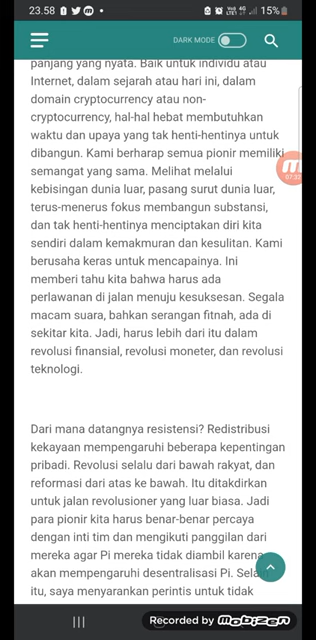 23.58
15%
DARK MODE
panjang yang nyata. Baik untuk individu atau
Internet, dalam sejarah atau hari ini, dalam
domain cryptocurrency atau non-
cryptocurrency, hal-hal hebat membutuhkan
waktu dan upaya yang tak henti-hentinya untuk
dibangun. Kami berharap semua pionir memiliki
semangat yang sama. Melihat melalui
kebisingan dunia luar, pasang surut dunia luar,
terus-menerus fokus membangun substansi,
dan tak henti-hentinya menciptakan diri kita
sendiri dalam kemakmuran dan kesulitan. Kami
berusaha keras untuk mencapainya. Ini
memberi tahu kita bahwa harus ada
perlawanan di jalan menuju kesuksesan. Segala
macam suara, bahkan serangan fitnah, ada di
sekitar kita. Jadi, harus lebih dari itu dalam
revolusi finansial, revolusi moneter, dan revolusi
teknologi.
07:32
Dari mana datangnya resistensi? Redistribusi
kekayaan mempengaruhi beberapa kepentingan
pribadi. Revolusi selalu dari bawah rakyat, dan
reformasi dari atas ke bawah. Itu ditakdirkan
untuk jalan revolusioner yang luar biasa. Jadi
para pionir kita harus benar-benar percaya
dengan inti tim dan mengikuti panggilan dari
mereka agar Pi mereka tidak diambil karena
akan mempengaruhi desentralisasi Pi.
itu, saya menyarankan perintis untuk tidak
Recorded by mobizen